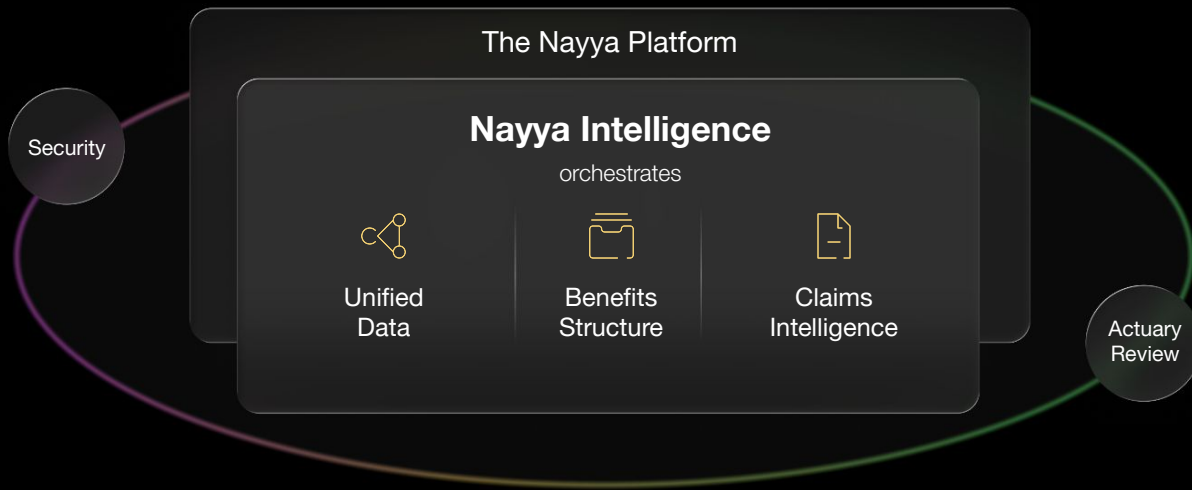 The Nayya Platform
Nayya Intelligence
orchestrates
Security
Unified
Data
Benefits
Structure
Claims
Intelligence
Actuary
Review